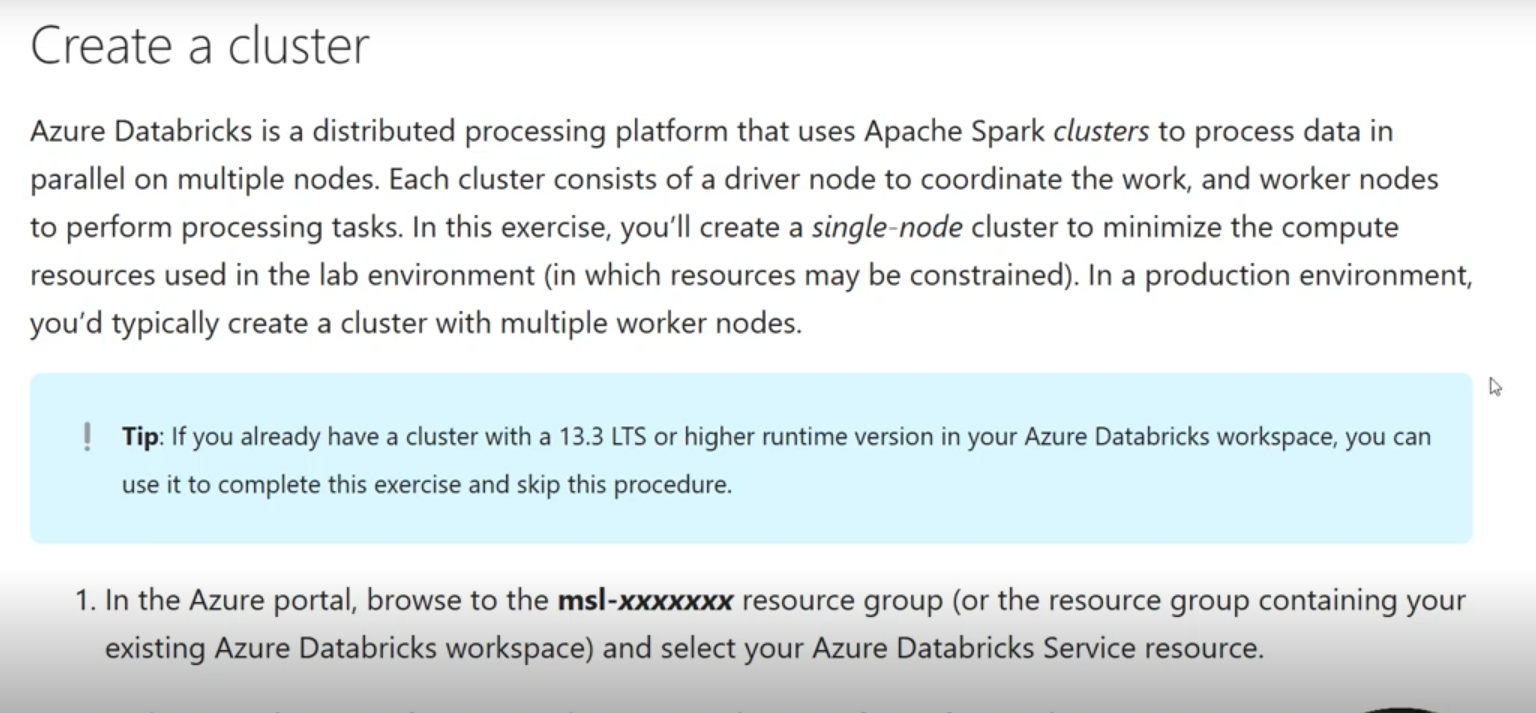 Create a cluster
Azure Databricks is a distributed processing platform that uses Apache Spark clusters to process data in
parallel on multiple nodes. Each cluster consists of a driver node to coordinate the work, and worker nodes
to perform processing tasks. In this exercise, you'll create a single-node cluster to minimize the compute
resources used in the lab environment (in which resources may be constrained). In a production environment,
you'd typically create a cluster with multiple worker nodes.
Tip: If you already have a cluster with a 13.3 LTS or higher runtime version in your Azure Databricks workspace, you can
use it to complete this exercise and skip this procedure.
1. In the Azure portal, browse to the msl-xxxxxxx resource group (or the resource group containing your
existing Azure Databricks workspace) and select your Azure Databricks Service resource.